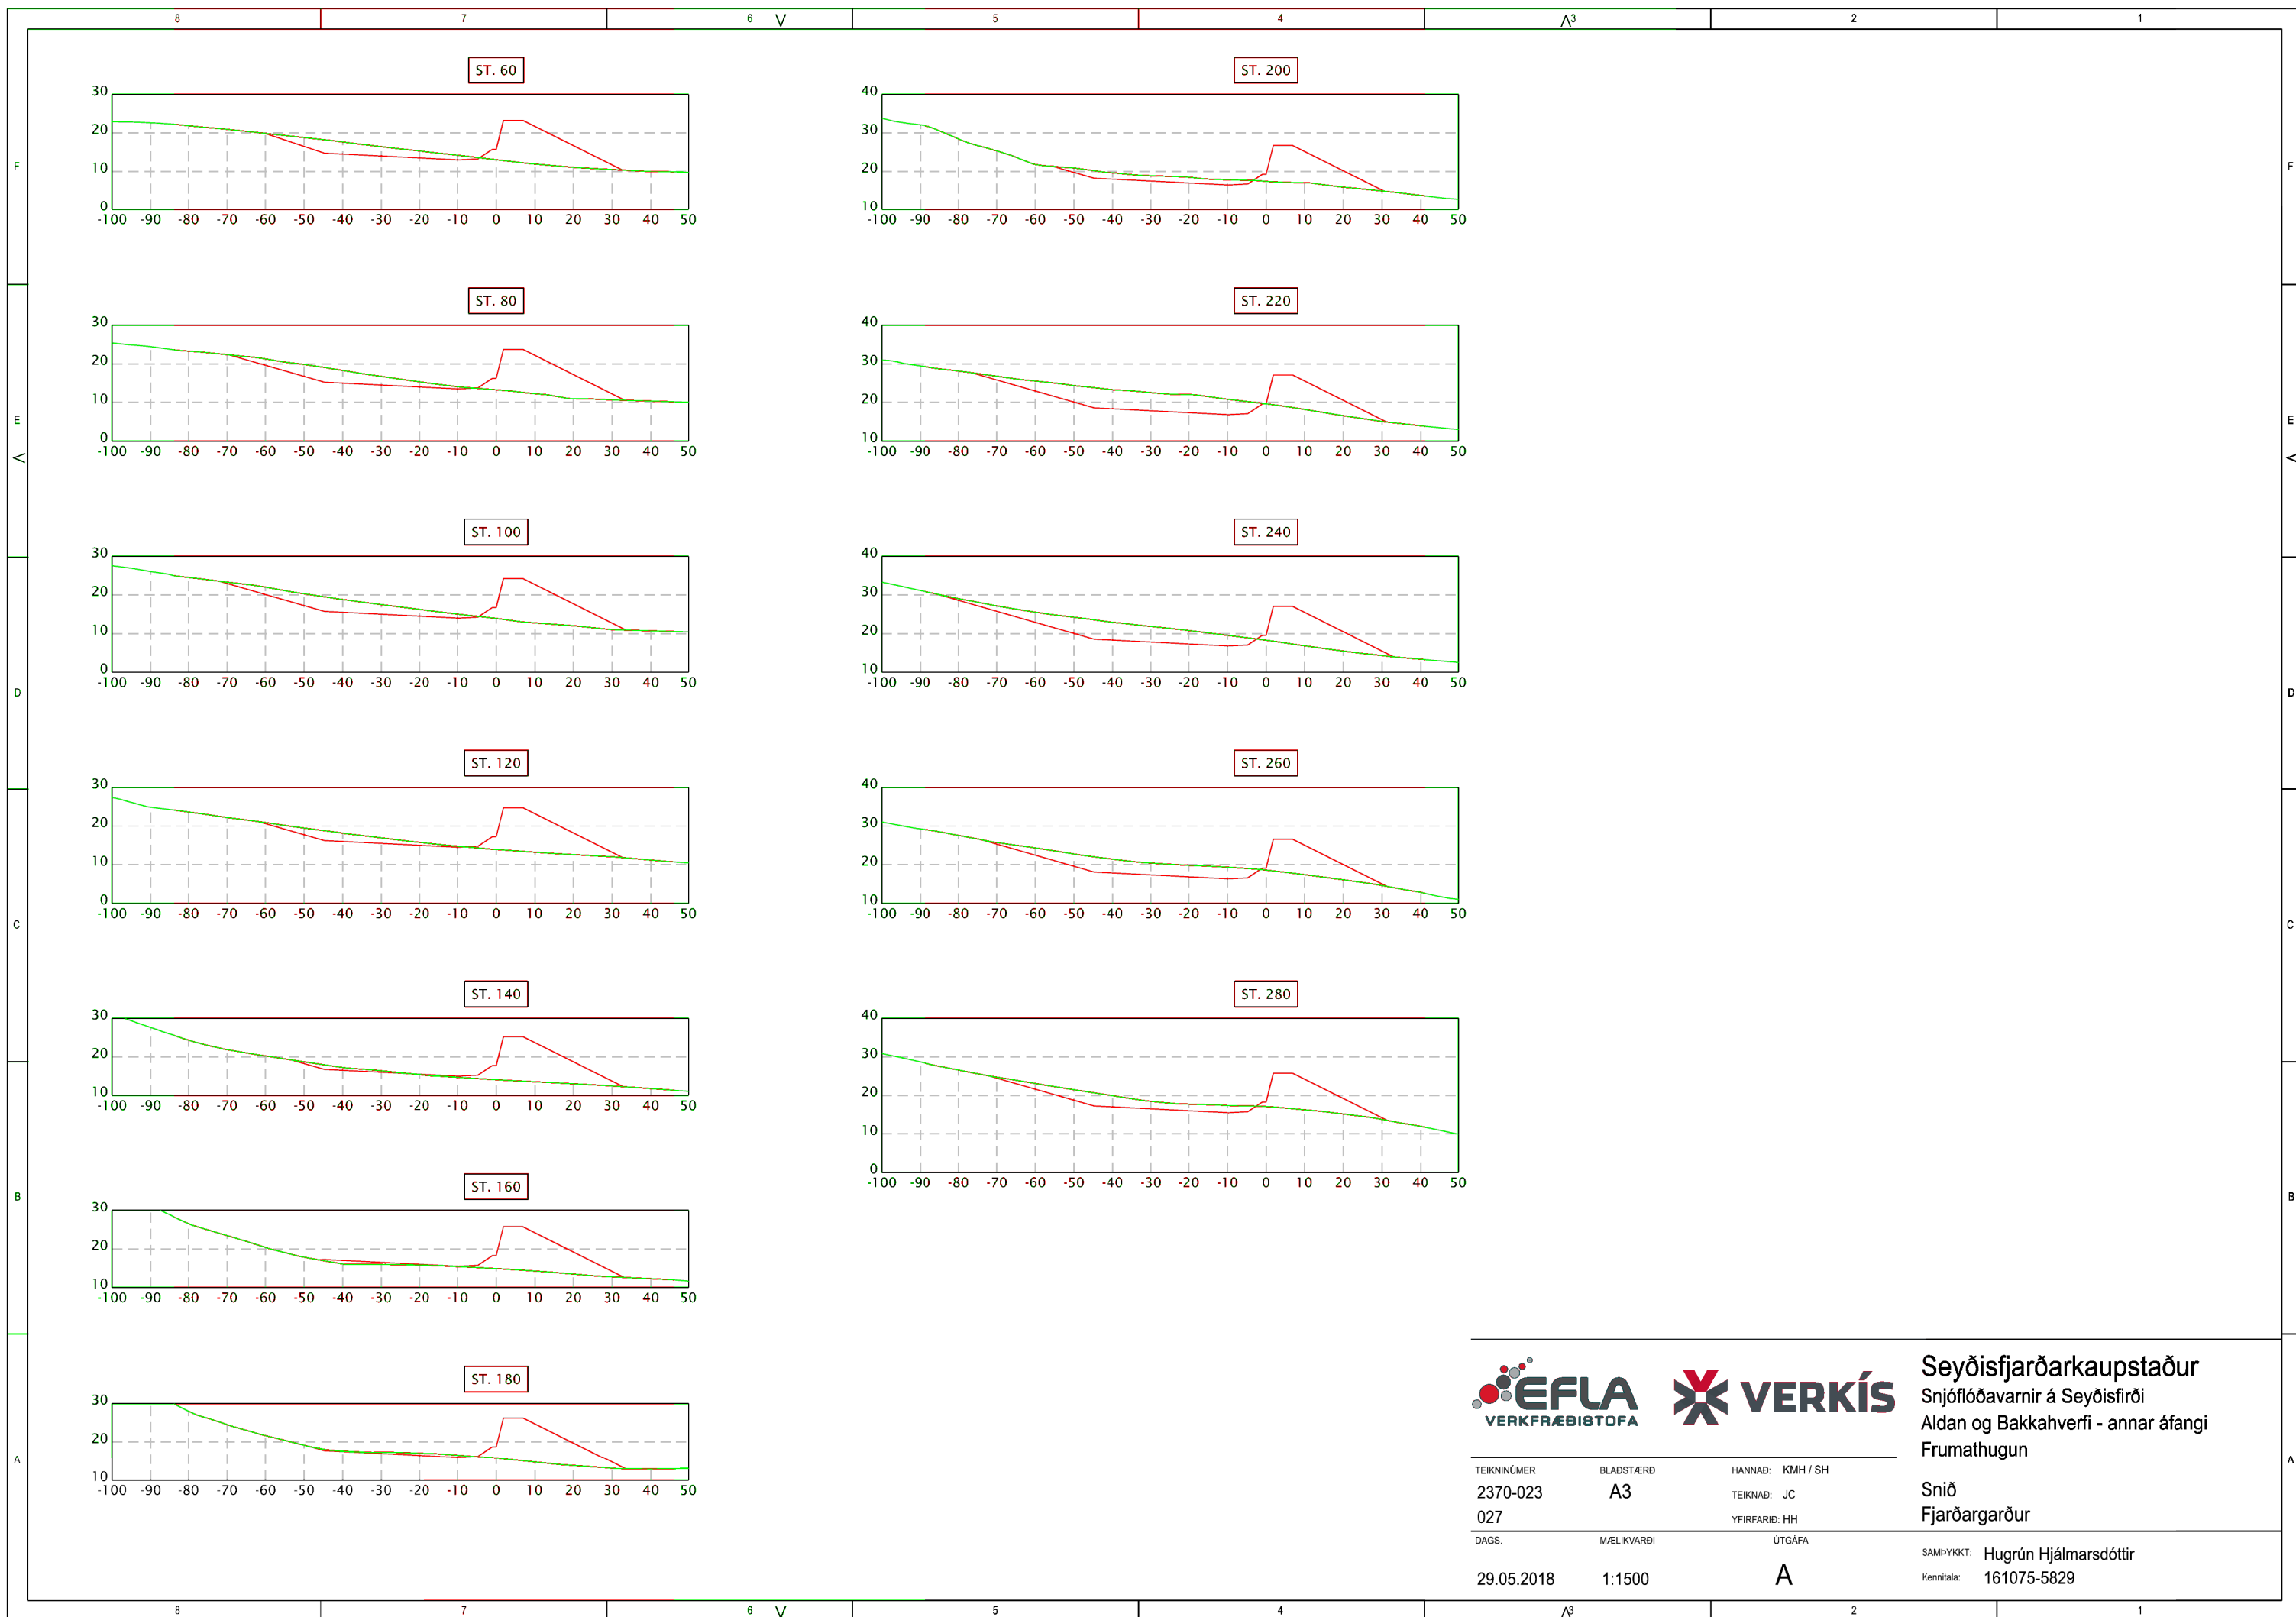 8 7 6 5 4 3 2 1
F E D C B A
F E D C B A
ST. 60
30
20
10
0
-100 -90 -80 -70 -60 -50 -40 -30 -20 -10 0 10 20 30 40 50
ST. 80
30
20
10
0
-100 -90 -80 -70 -60 -50 -40 -30 -20 -10 0 10 20 30 40 50
ST. 100
30
20
10
0
-100 -90 -80 -70 -60 -50 -40 -30 -20 -10 0 10 20 30 40 50
ST. 120
30
20
10
0
-100 -90 -80 -70 -60 -50 -40 -30 -20 -10 0 10 20 30 40 50
ST. 140
30
20
10
-100 -90 -80 -70 -60 -50 -40 -30 -20 -10 0 10 20 30 40 50
ST. 160
30
20
10
-100 -90 -80 -70 -60 -50 -40 -30 -20 -10 0 10 20 30 40 50
ST. 180
30
20
10
-100 -90 -80 -70 -60 -50 -40 -30 -20 -10 0 10 20 30 40 50
ST. 200
40
30
20
10
-100 -90 -80 -70 -60 -50 -40 -30 -20 -10 0 10 20 30 40 50
ST. 220
40
30
20
10
-100 -90 -80 -70 -60 -50 -40 -30 -20 -10 0 10 20 30 40 50
ST. 240
40
30
20
10
-100 -90 -80 -70 -60 -50 -40 -30 -20 -10 0 10 20 30 40 50
ST. 260
40
30
20
10
-100 -90 -80 -70 -60 -50 -40 -30 -20 -10 0 10 20 30 40 50
ST. 280
40
30
20
10
0
-100 -90 -80 -70 -60 -50 -40 -30 -20 -10 0 10 20 30 40 50
EFLA
VERKFRÆÐISTOFA
VERKÍS
Seyðisfjarðarkaupstaður
Snjóflóðavarnir á Seyðisfirði
Aldan og Bakkahverfi - annar áfangi
Frumathugun
Snið
Fjarðargarður
TEIKNINÚMER BLAÐSTÆRÐ HANNAÐ: KMH / SH
2370-023 A3 TEIKNAÐ: JC
027 YFIRFARIÐ: HH
DAGS. MÆLIKVARÐI ÚTGÁFA
29.05.2018 1:1500 A
SAMÞYKKT: Hugrún Hjálmarsdóttir
Kennitala: 161075-5829
8 7 6 5 4 3 2 1